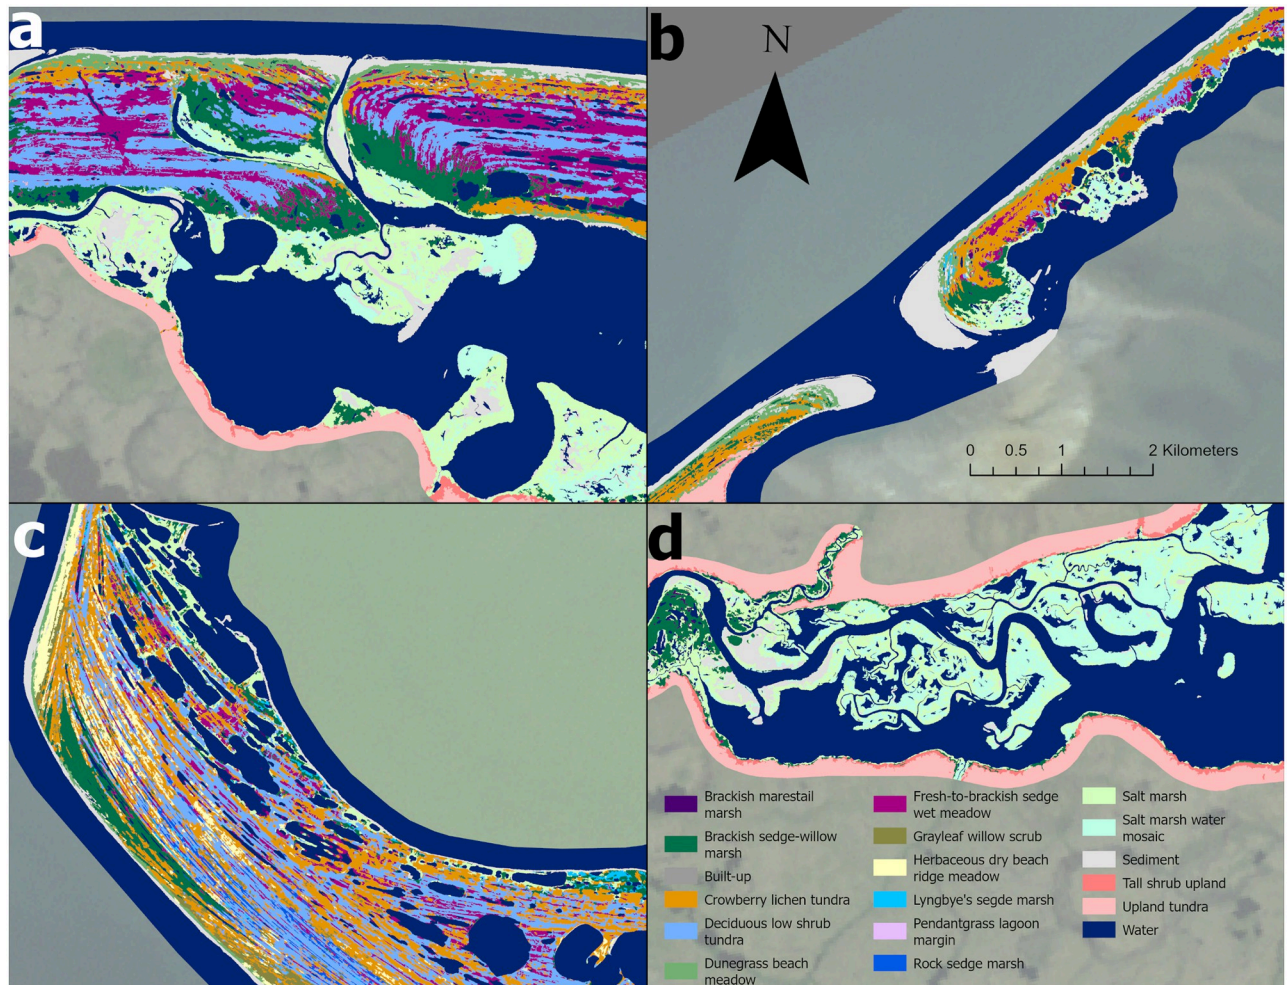 a
b
N
0 0.5 1 2 Kilometers
c
d
Brackish marestail
marsh
Brackish sedge-willow
marsh
Built-up
Crowberry lichen tundra
Deciduous low shrub
tundra
Dunegrass beach
meadow
Fresh-to-brackish sedge
wet meadow
Grayleaf willow scrub
Herbaceous dry beach
ridge meadow
Lyngbye's segde marsh
Pendantgrass lagoon
margin
Rock sedge marsh
Salt marsh
Salt marsh water
mosaic
Sediment
Tall shrub upland
Upland tundra
Water